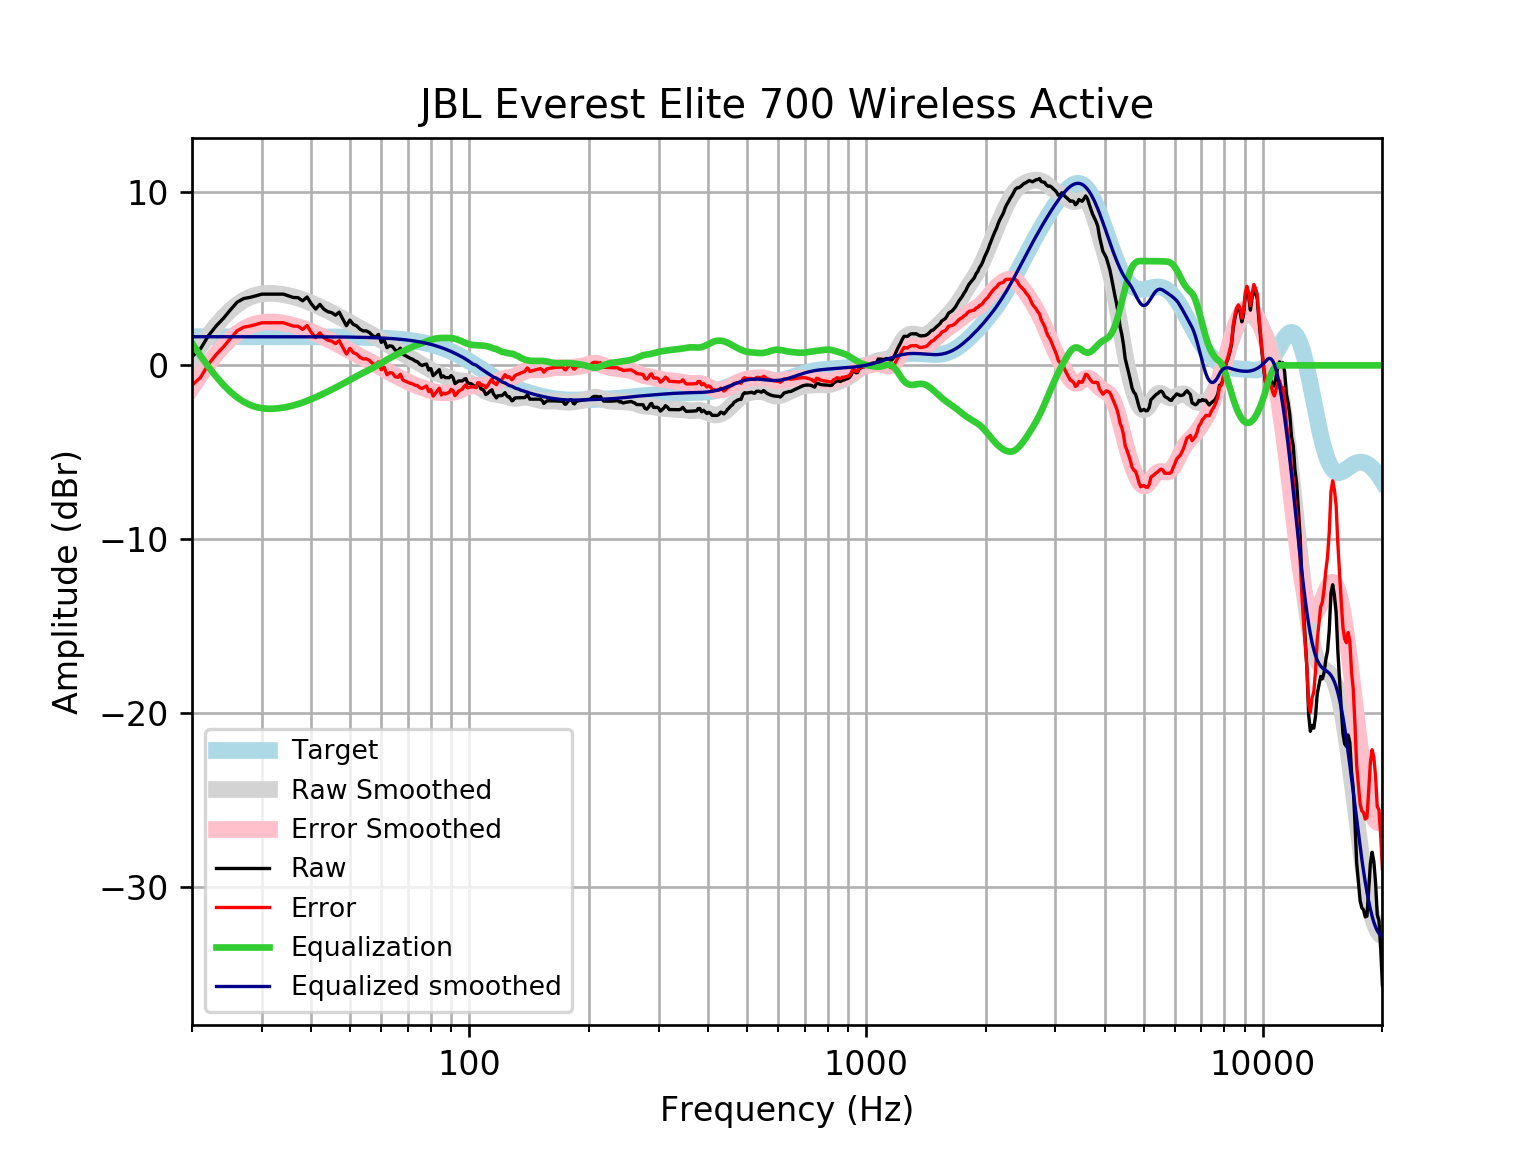 JBL Everest Elite 700 Wireless Active
Amplitude (dBr)
10
0
−10
−20
−30
Target
Raw Smoothed
Error Smoothed
Raw
Error
Equalization
Equalized smoothed
100
1000
10000
Frequency (Hz)